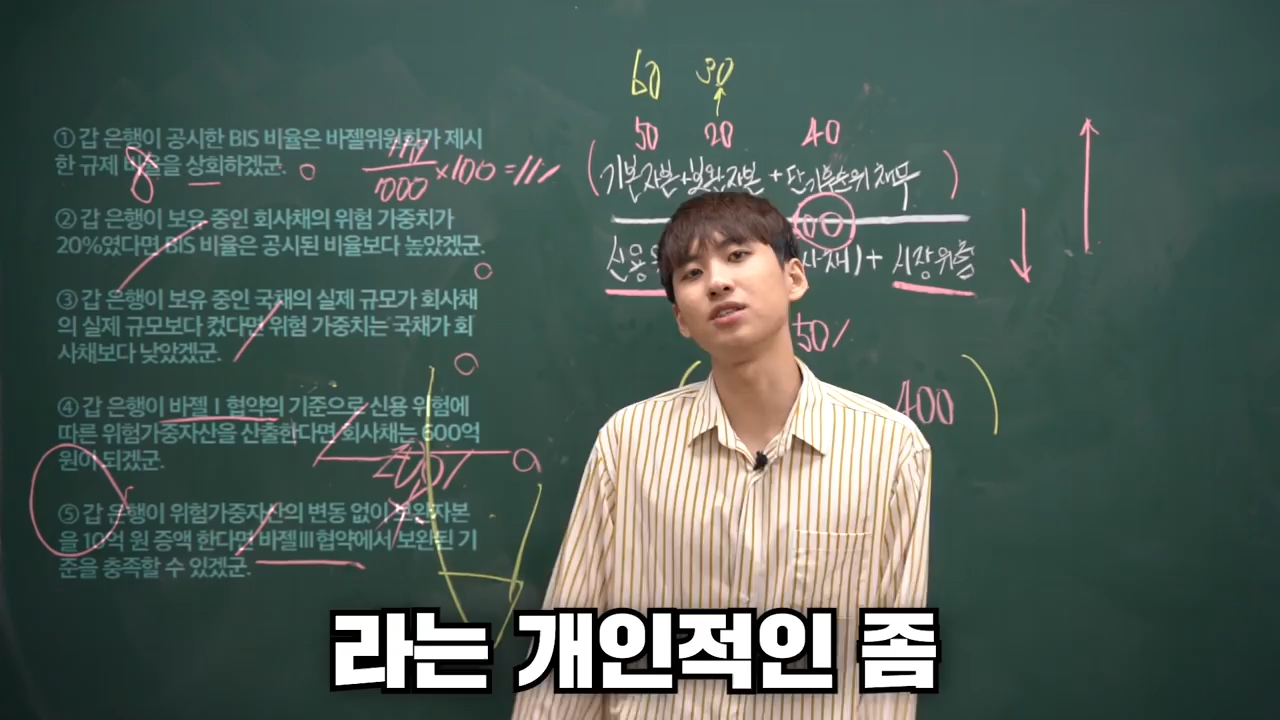 ① 갑 은행이 공시한 BIS 비율은 바젤위원회가 제시
한 규제 비율을 상회하겠군.
② 갑 은행이 보유 중인 회사채의 위험 가중치가
20%였다면 BIS 비율은 공시된 비율보다 높았겠군.
③ 갑 은행이 보유 중인 국채의 실제 규모가 회사채
의 실제 규모보다 컸다면 위험 가중치는 국채가 회
사채보다 낮았겠군.
④ 갑 은행이 바젤Ⅰ협약의 기준으로 신용 위험에
따른 위험가중자산을 산출한다면 회사채는 600억
원이 되겠군.
⑤ 갑 은행이 위험가중자산의 변동 없이 보완자본
을 10억 원 증액 한다면 바젤Ⅲ협약에서 보완된 기
준을 충족할 수 있겠군.
8
110
1000
×100=11%
60 30
50 20 40
(기본자본+보완자본+단기후순위채무)
00
신용 사채)+시장위험
50%
400)
라는 개인적인 좀